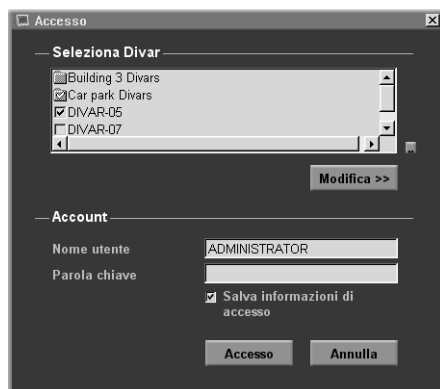 Accesso
Seleziona Divar
Building 3 Divars
Car park Divars
DIVAR-05
DIVAR-07
Modifica >>
Account
Nome utente
ADMINISTRATOR
Parola chiave
Salva informazioni di
accesso
Accesso
Annulla